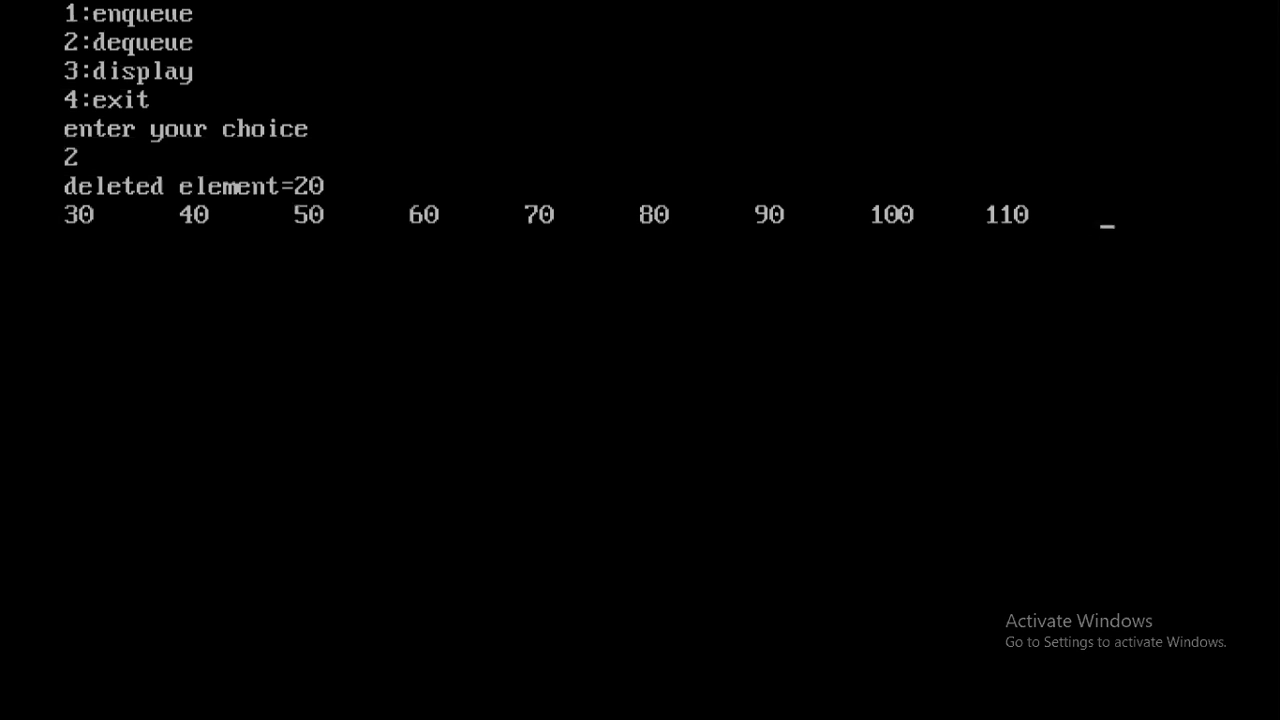 1:enqueue
2:dequeue
3:display
4:exit
enter your choice
2
deleted element=20
30 40 50 60 70 80 90 100 110 _
Activate Windows
Go to Settings to activate Windows.